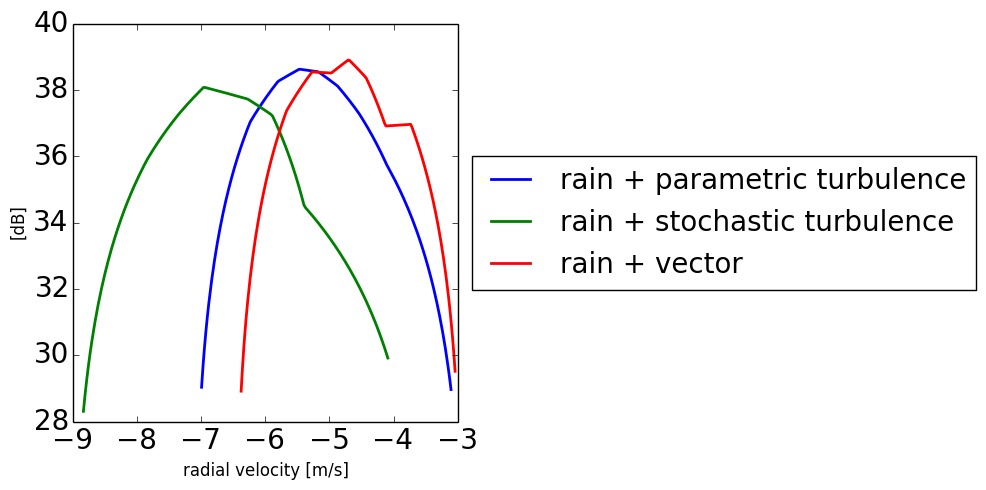 40
38
36
34
32
30
28
[dB]
−9 −8 −7 −6 −5 −4 −3
radial velocity [m/s]
rain + parametric turbulence
rain + stochastic turbulence
rain + vector